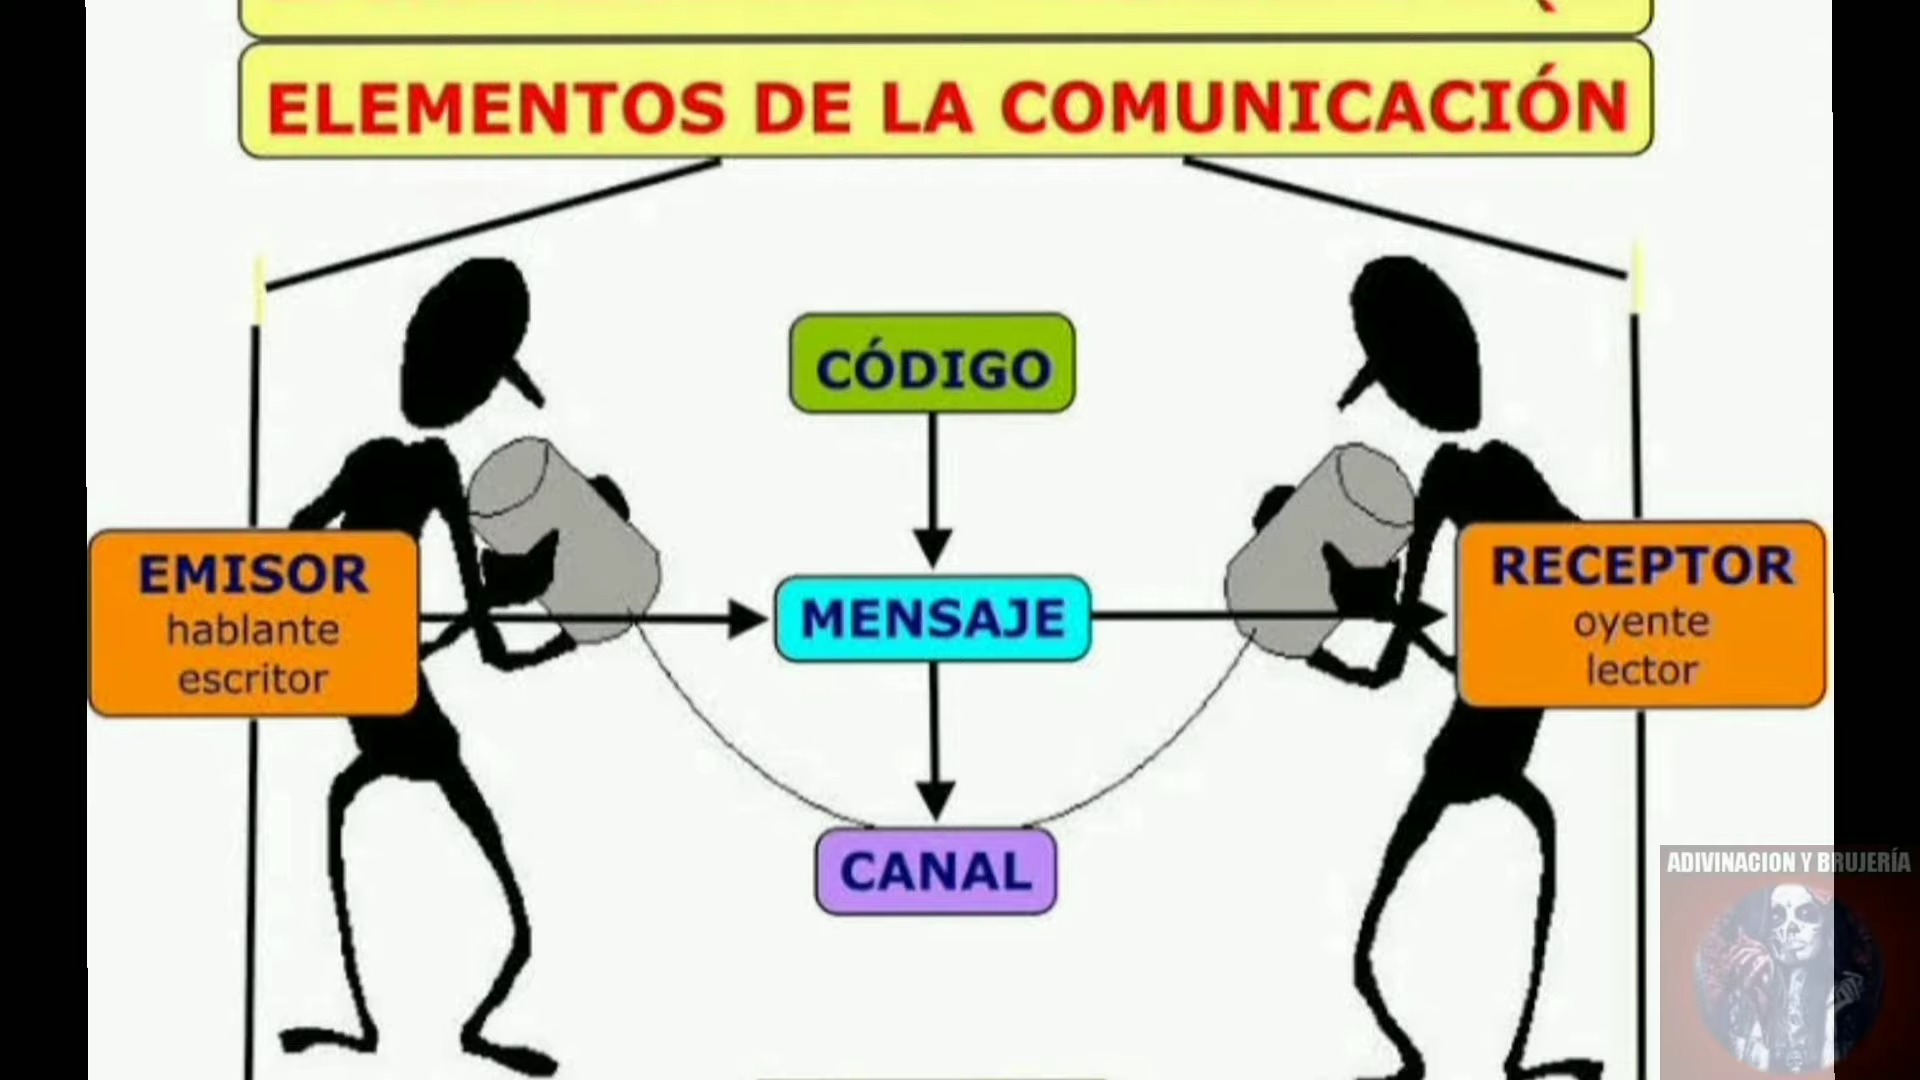 ELEMENTOS DE LA COMUNICACIÓN
CÓDIGO
EMISOR
hablante
escritor
MENSAJE
RECEPTOR
oyente
lector
CANAL
ADIVINACION Y BRUJERÍA